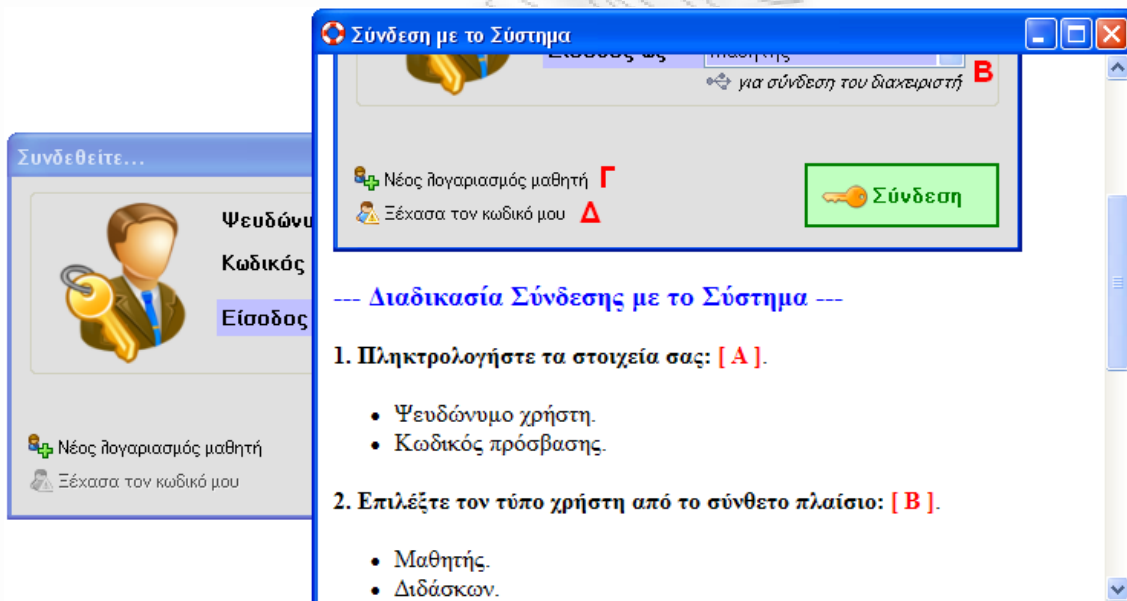 Σύνδεση με το Σύστημα
Είσοδος ως Μαθητής
για σύνδεση του διαχειριστή B
Νέος λογαριασμός μαθητή Γ
Ξέχασα τον κωδικό μου Δ
Σύνδεση
--- Διαδικασία Σύνδεσης με το Σύστημα ---
1. Πληκτρολογήστε τα στοιχεία σας: [ Α ].
• Ψευδώνυμο χρήστη.
• Κωδικός πρόσβασης.
2. Επιλέξτε τον τύπο χρήστη από το σύνθετο πλαίσιο: [ Β ].
• Μαθητής.
• Διδάσκων.
Συνδεθείτε...
Ψευδώνυ
Κωδικός
Είσοδος
Νέος λογαριασμός μαθητή
Ξέχασα τον κωδικό μου